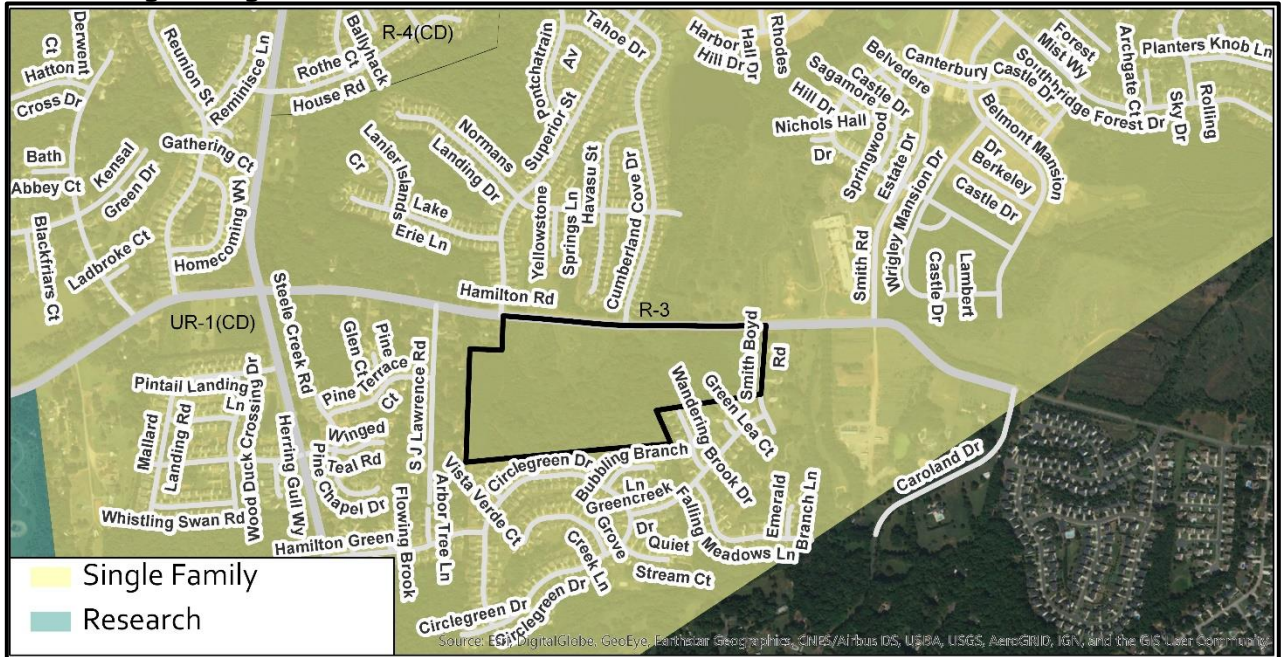 Derwent
Ct
Hatton
Cross Dr
Bath
Abbey Ct
Kensal
Green Dr
Blackfriars Ct
Ladbroke Ct
Reunion St
Reminisce Ln
Gathering Ct
Homecoming Wy
Ballyhack
Rothe Ct
House Rd
R-4(CD)
Pontchatrain
Av
Tahoe Dr
Superior St
Normans
Landing Dr
Lanier Islands
Cr
Lake
Erie Ln
Yellowstone
Springs Ln
Havasu St
Cumberland Cove Dr
Harbor
Hill Dr
Hall Dr
Rhodes
Belvedere
Castle Dr
Sagamore
Hill Dr
Nichols Hall
Dr
Springwood
Estate Dr
Canterbury
Castle Dr
Forest
Mist Wy
Southbridge Forest Dr
Archgate Ct
Planters Knob Ln
Sky Dr
Rolling
Belmont Mansion
Dr
Berkeley
Castle Dr
Wrigley Mansion Dr
Smith Rd
Lambert
Castle Dr
Hamilton Rd
R-3
UR-1(CD)
Steele Creek Rd
Pine
Glen Ct
Pine Terrace
Ct
S J Lawrence Rd
Pintail Landing
Ln
Mallard
Landing Rd
Wood Duck Crossing Dr
Whistling Swan Rd
Herring Gull Wy
Winged
Teal Rd
Pine Chapel Dr
Hamilton Green
Flowing Brook
Arbor Tree Ln
Vista Verde Ct
Circlegreen Dr
Bubbling Branch
Ln
Greencreek
Dr
Quiet
Stream Ct
Grove
Creek Ln
Circlegreen Dr
Circlegreen Dr
Wandering Brook Dr
Green Lea Ct
Smith Boyd
Rd
Falling Meadows Ln
Emerald
Branch Ln
Caroland Dr
Single Family
Research
Source: Esri, DigitalGlobe, GeoEye, Earthstar Geographics, CNES/Airbus DS, USDA, USGS, AeroGRID, IGN, and the GIS User Community